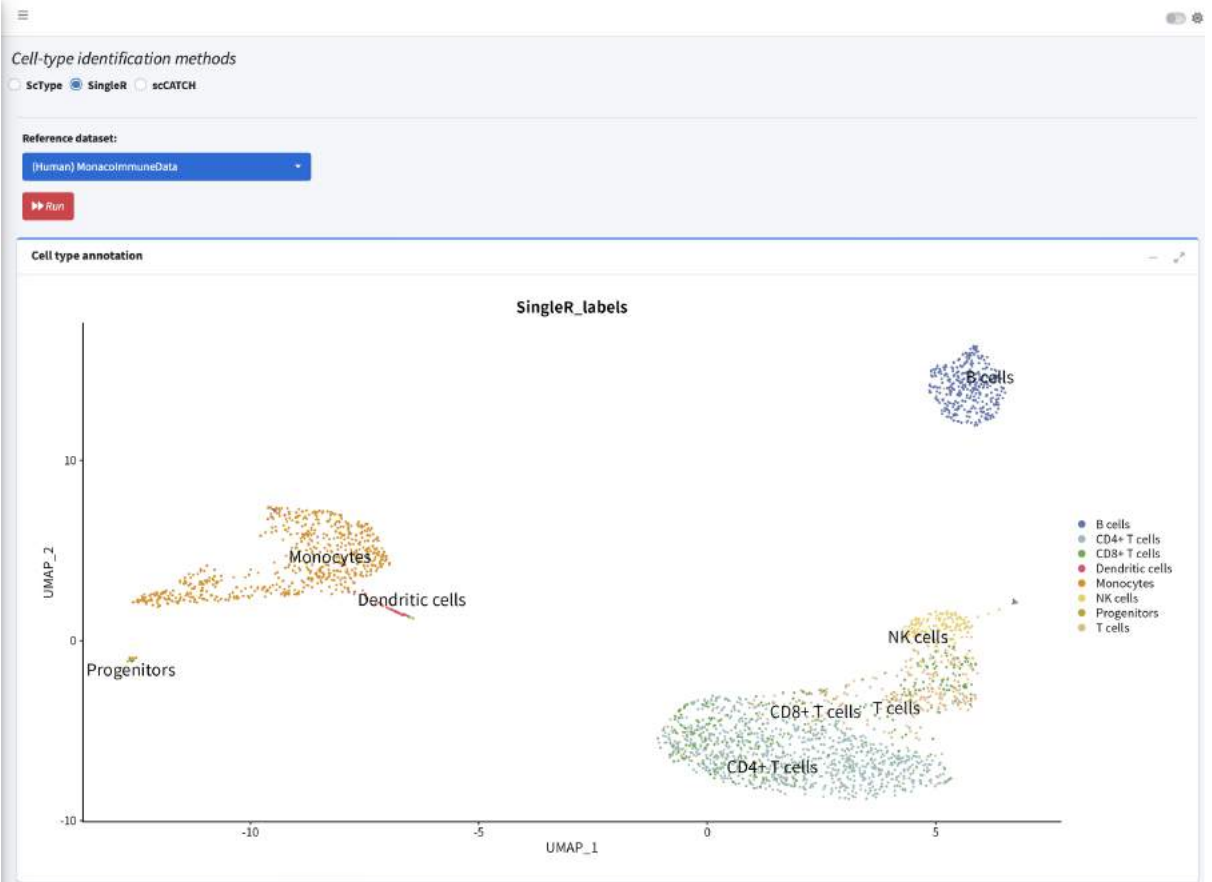 Cell-type identification methods
ScType SingleR scCATCH
Reference dataset:
(Human) MonacoImmuneData
Run
Cell type annotation
SingleR_labels
B cells
10
UMAP_2
Monocytes
Dendritic cells
B cells
CD4+ T cells
CD8+ T cells
Dendritic cells
Monocytes
NK cells
Progenitors
T cells
0
NK cells
Progenitors
CD8+ T cells
T cells
CD4+ T cells
-10
-10
-5
0
5
UMAP_1